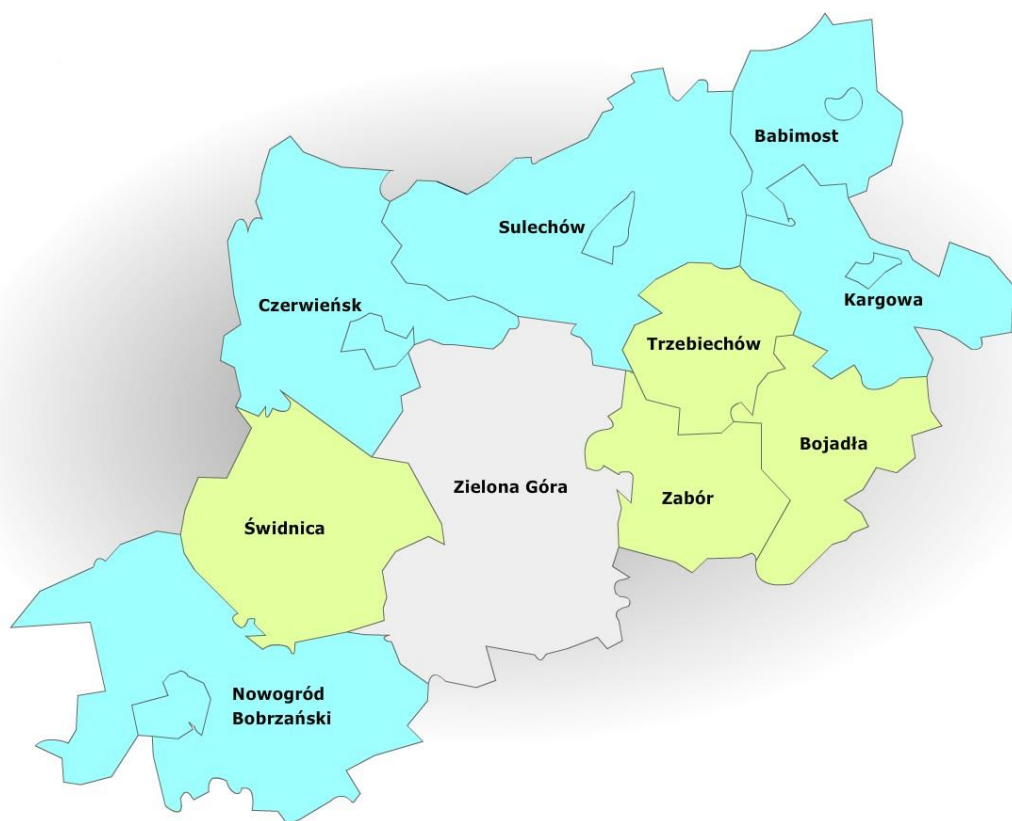 Babimost
Sulechów
Kargowa
Czerwieńsk
Trzebiechów
Bojadła
Zielona Góra
Zabór
Świdnica
Nowogród
Bobrzański